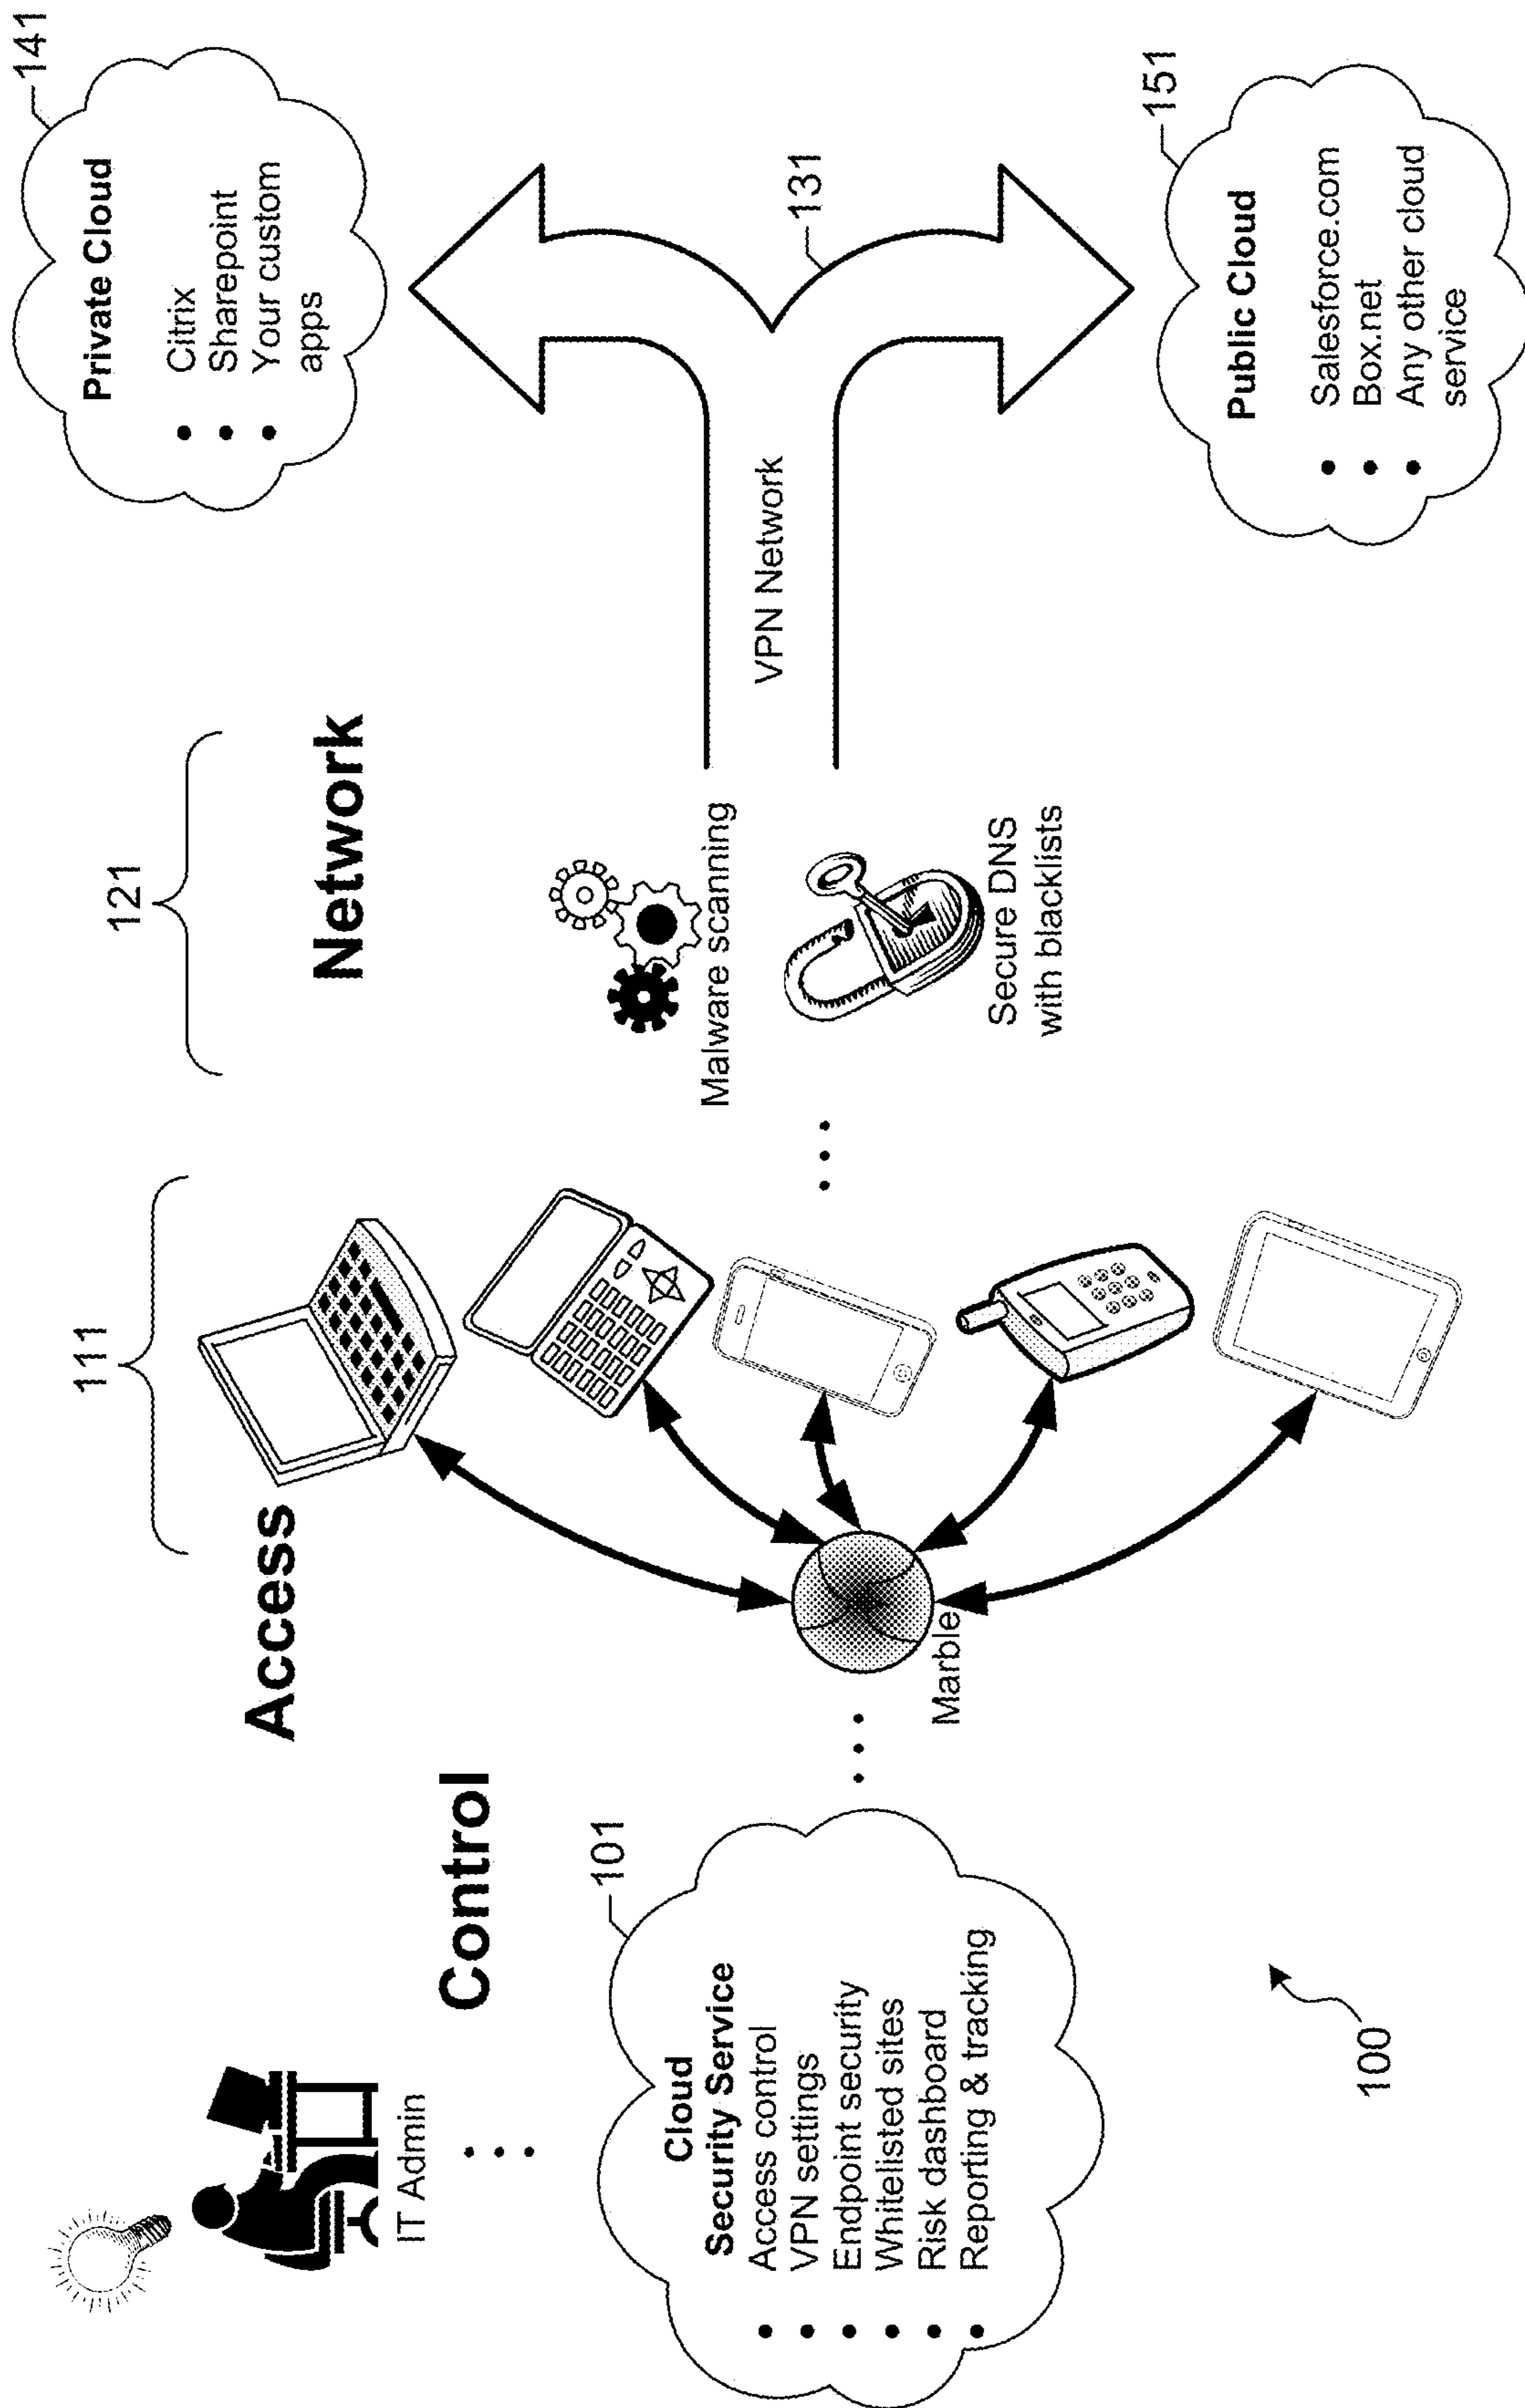 IT Admin
Control
101
Cloud
Security Service
• Access control
• VPN settings
• Endpoint security
• Whitelisted sites
• Risk dashboard
• Reporting & tracking
100
Access
111
Marble
121
Network
Malware scanning
Secure DNS
with blacklists
VPN Network
131
141
Private Cloud
• Citrix
• Sharepoint
• Your custom
apps
151
Public Cloud
• Salesforce.com
• Box.net
• Any other cloud
service